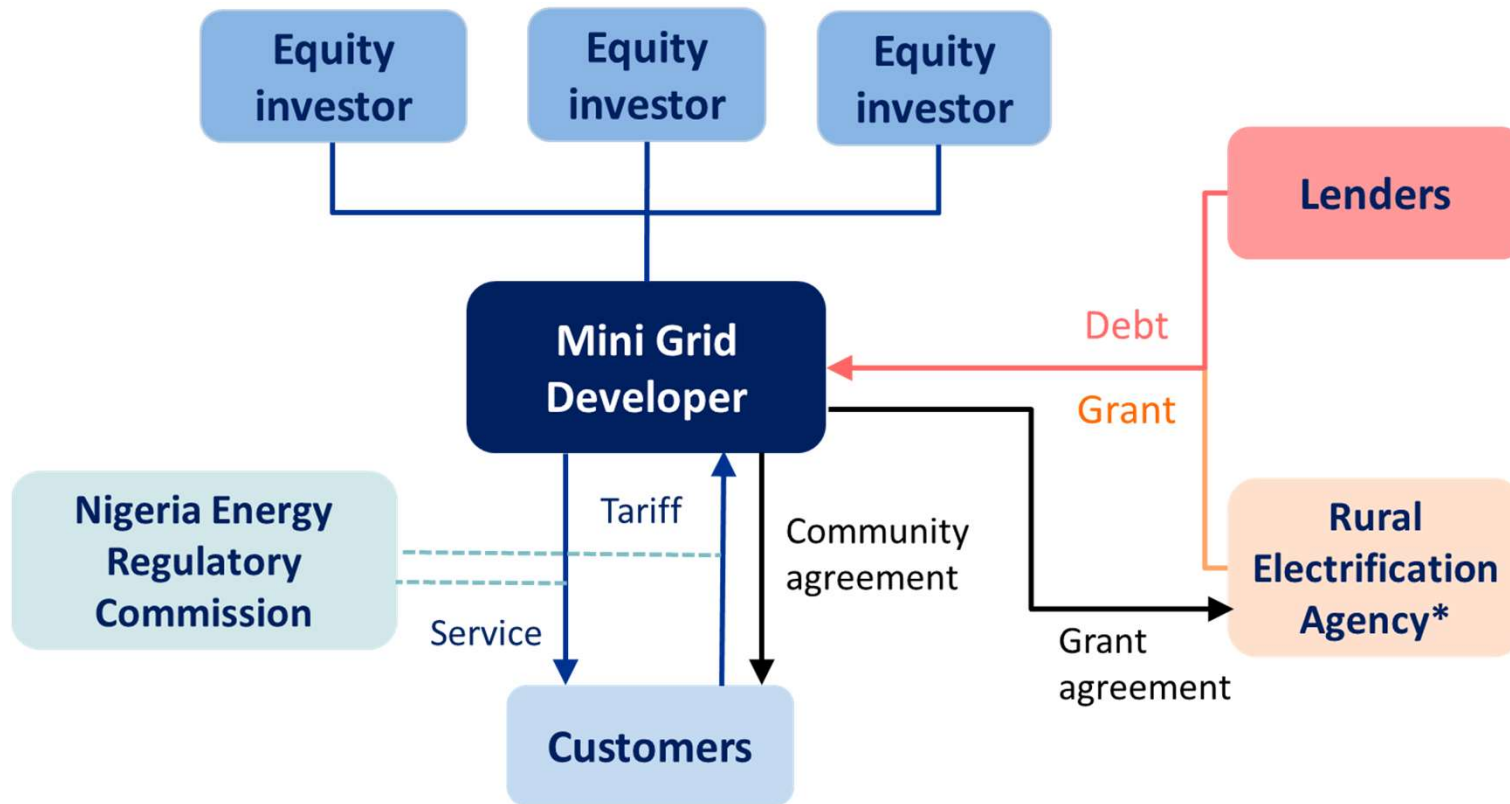 Equity
investor
Equity
investor
Equity
investor
Lenders
Mini Grid
Developer
Debt
Grant
Nigeria Energy
Regulatory
Commission
Tariff
Community
agreement
Service
Rural
Electrification
Agency*
Grant
agreement
Customers